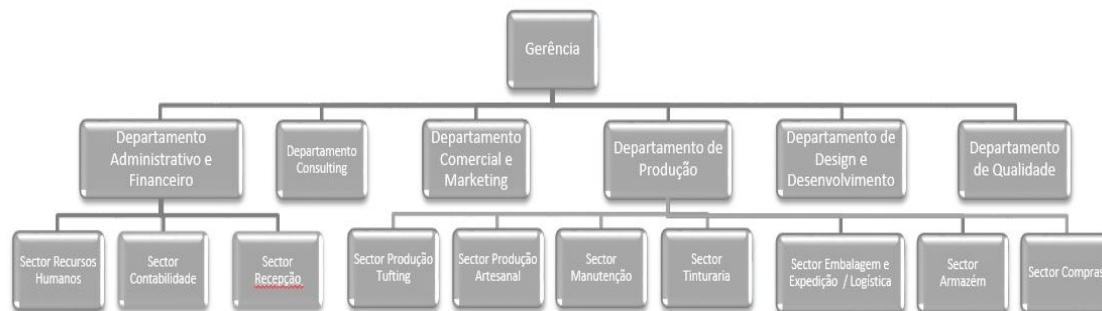 Gerência
Departamento
Administrativo e
Financeiro
Departamento
Consulting
Departamento
Comercial e
Marketing
Departamento de
Produção
Departamento de
Design e
Desenvolvimento
Departamento
de Qualidade
Sector Recursos
Humanos
Sector
Contabilidade
Sector
Recepção
Sector Produção
Tufting
Sector Produção
Artesanal
Sector
Manutenção
Sector
Tinturaria
Sector Embalagem e
Expedição / Logística
Sector
Armazém
Sector Compras